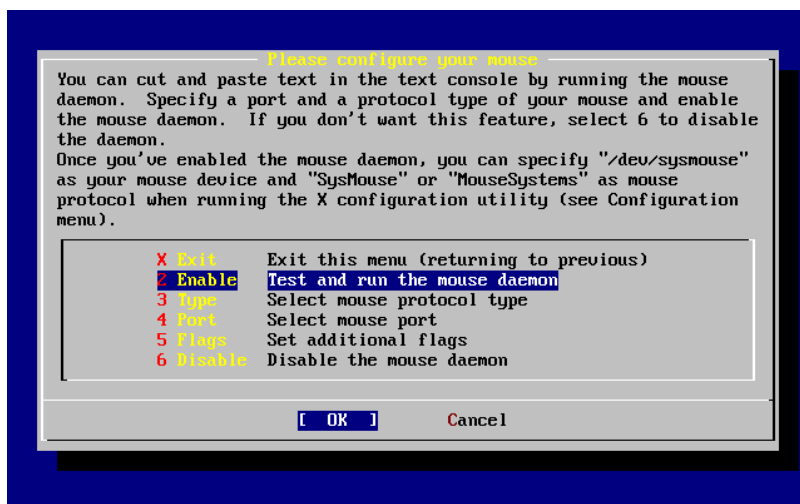 Please configure your mouse
You can cut and paste text in the text console by running the mouse
daemon.  Specify a port and a protocol type of your mouse and enable
the mouse daemon.  If you don't want this feature, select 6 to disable
the daemon.
Once you've enabled the mouse daemon, you can specify "/dev/sysmouse"
as your mouse device and "SysMouse" or "MouseSystems" as mouse
protocol when running the X configuration utility (see Configuration
menu).
X Exit     Exit this menu (returning to previous)
2 Enable   Test and run the mouse daemon
3 Type     Select mouse protocol type
4 Port     Select mouse port
5 Flags    Set additional flags
6 Disable  Disable the mouse daemon
[  OK  ]       Cancel